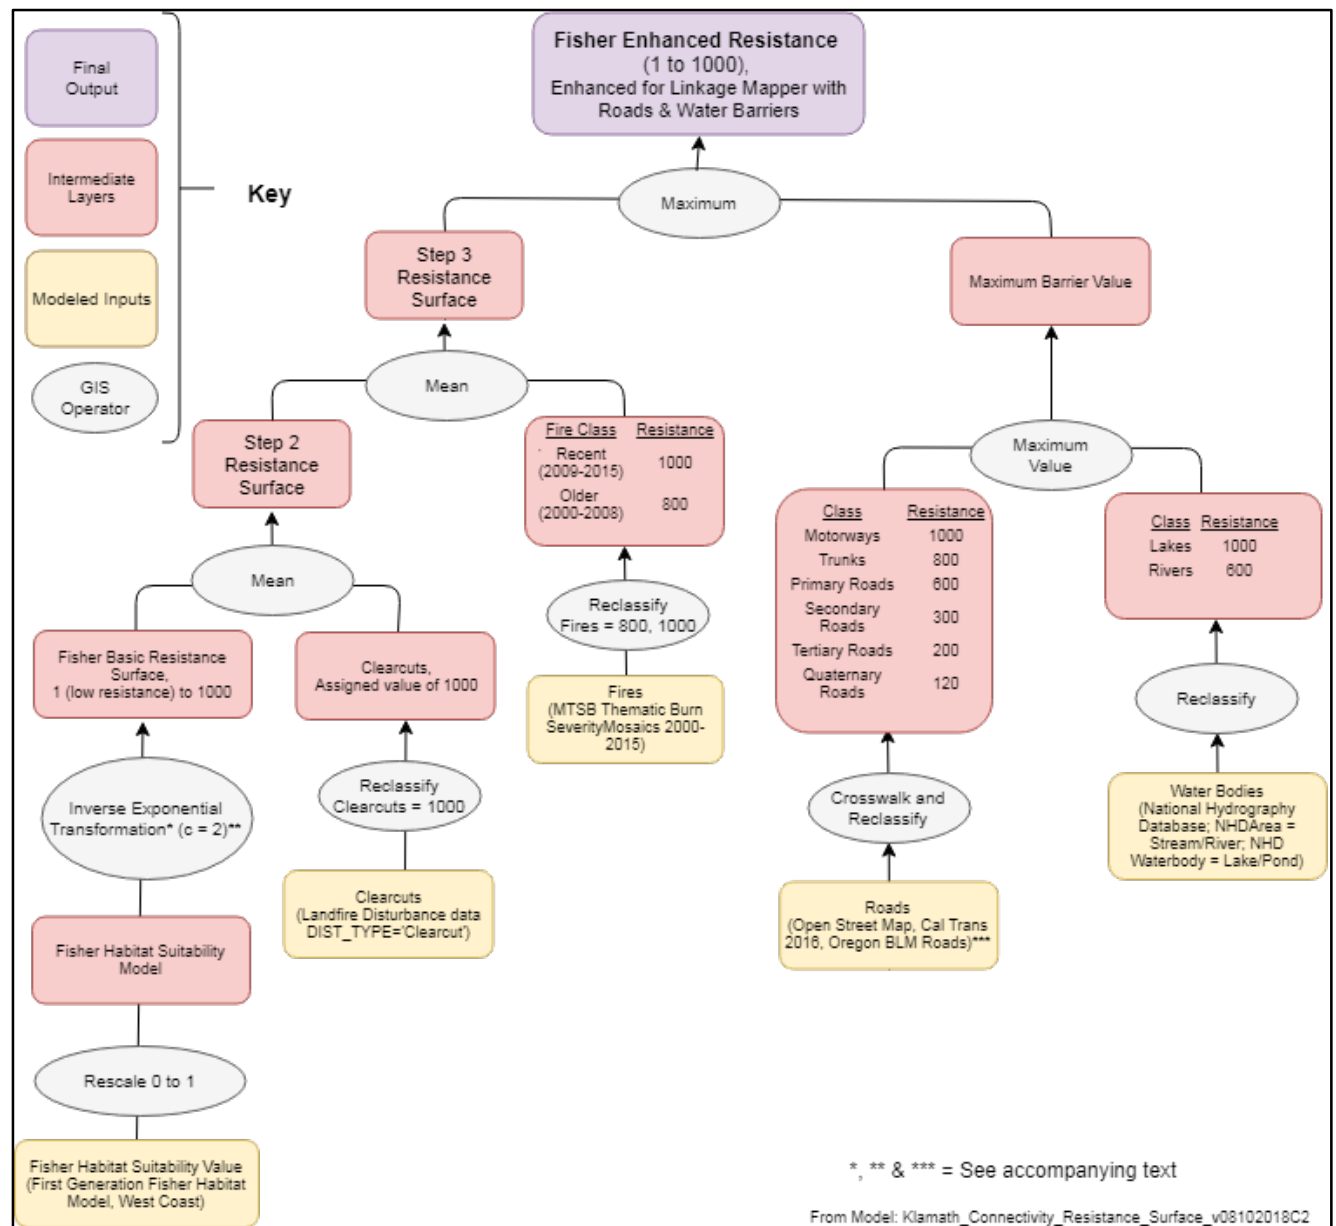 Final
Output
Intermediate
Layers
Modeled Inputs
GIS
Operator
Key
Fisher Enhanced Resistance
(1 to 1000),
Enhanced for Linkage Mapper with
Roads & Water Barriers
Maximum
Step 3
Resistance
Surface
Maximum Barrier Value
Mean
Step 2
Resistance
Surface
Fire Class Resistance
Recent
(2009-2015) 1000
Older
(2000-2008) 800
Maximum
Value
Class Resistance
Motorways 1000
Trunks 800
Primary Roads 600
Secondary
Roads 300
Tertiary Roads 200
Quaternary
Roads 120
Class Resistance
Lakes 1000
Rivers 600
Mean
Reclassify
Fires = 800, 1000
Fisher Basic Resistance
Surface,
1 (low resistance) to 1000
Clearcuts,
Assigned value of 1000
Fires
(MTSB Thematic Burn
SeverityMosaics 2000-
2015)
Reclassify
Inverse Exponential
Transformation* (c = 2)**
Reclassify
Clearcuts = 1000
Crosswalk and
Reclassify
Water Bodies
(National Hydrography
Database; NHDArea =
Stream/River; NHD
Waterbody = Lake/Pond)
Clearcuts
(Landfire Disturbance data
DIST_TYPE='Clearcut')
Roads
(Open Street Map, Cal Trans
2016, Oregon BLM Roads)***
Fisher Habitat Suitability
Model
Rescale 0 to 1
Fisher Habitat Suitability Value
(First Generation Fisher Habitat
Model, West Coast)
*, ** & *** = See accompanying text
From Model: Klamath_Connectivity_Resistance_Surface_v08102018C2